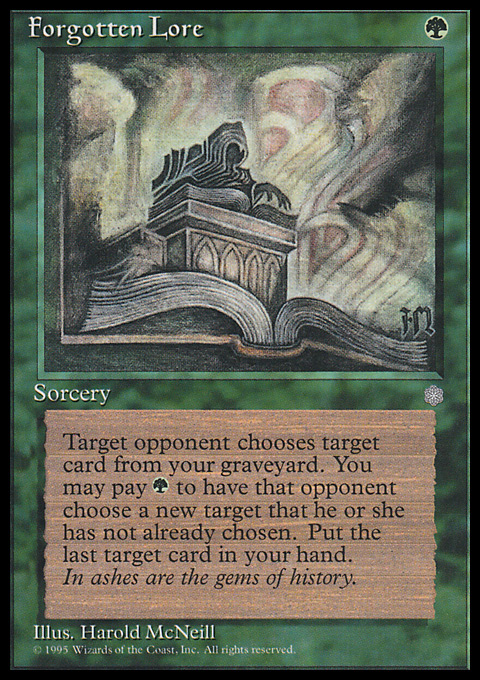 Forgotten Lore
HM
Sorcery
Target opponent chooses target
card from your graveyard. You
may pay to have that opponent
choose a new target that he or she
has not already chosen. Put the
last target card in your hand.
In ashes are the gems of history.
Illus. Harold McNeill
© 1995 Wizards of the Coast, Inc. All rights reserved.